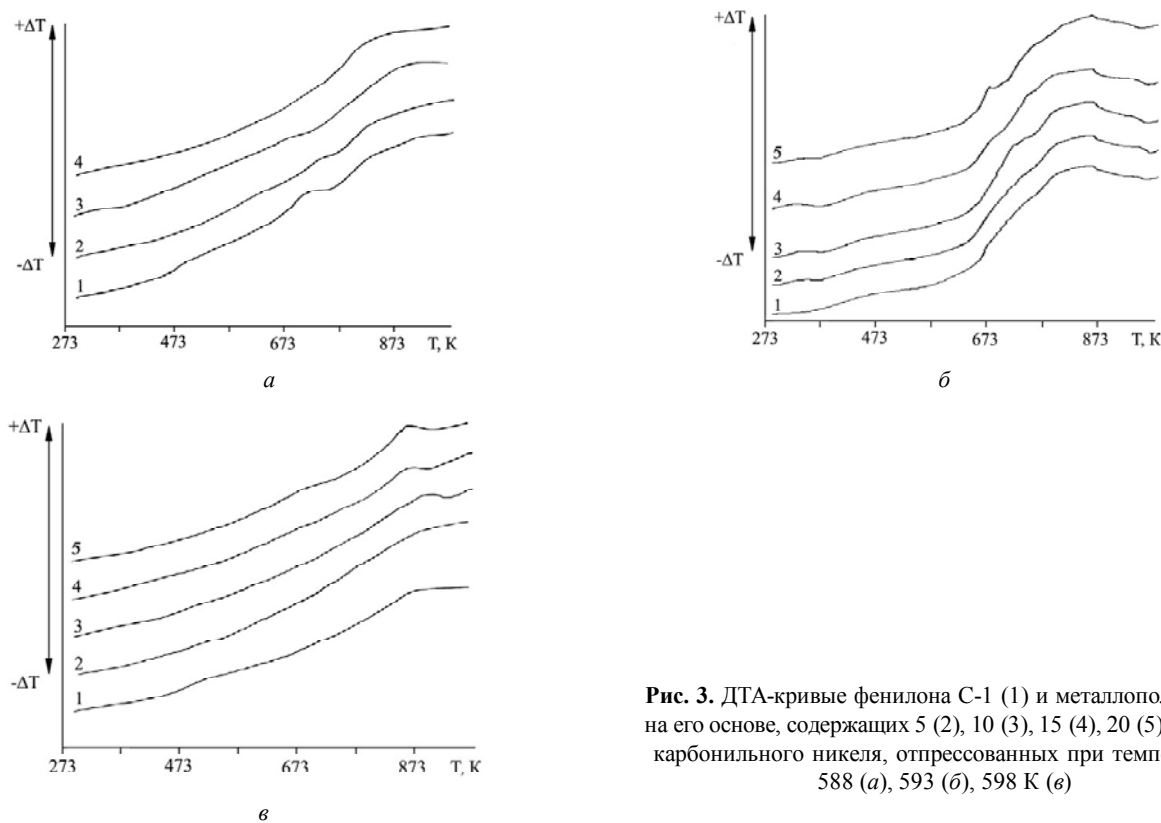 +ΔT
4
3
2
-ΔT
1
273 473 673 873 T, K
а
+ΔT
5
4
3
-ΔT
2
1
273 473 673 873 T, K
б
+ΔT
5
4
3
2
-ΔT
1
273 473 673 873 T, K
в
Рис. 3. ДТА-кривые фенилона С-1 (1) и
на его основе, содержащих 5 (2), 10 (3), 15 (4), 20 (5)
карбонильного никеля, отпрессованных при
588 (а), 593 (б), 598 К (в)